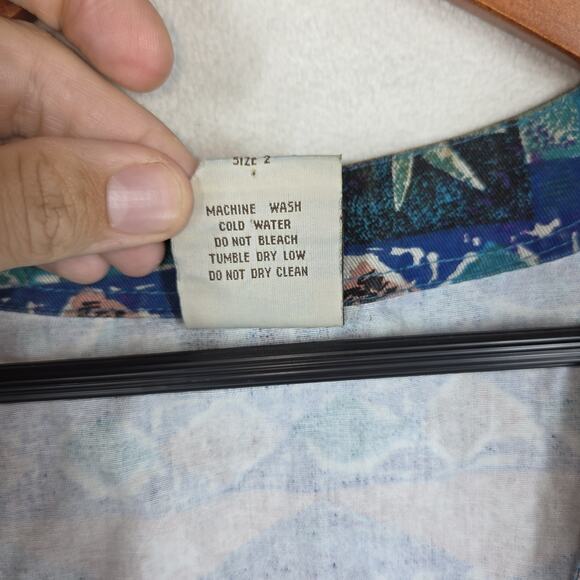 SIZE 2
MACHINE WASH
COLD WATER
DO NOT BLEACH
TUMBLE DRY LOW
DO NOT DRY CLEAN